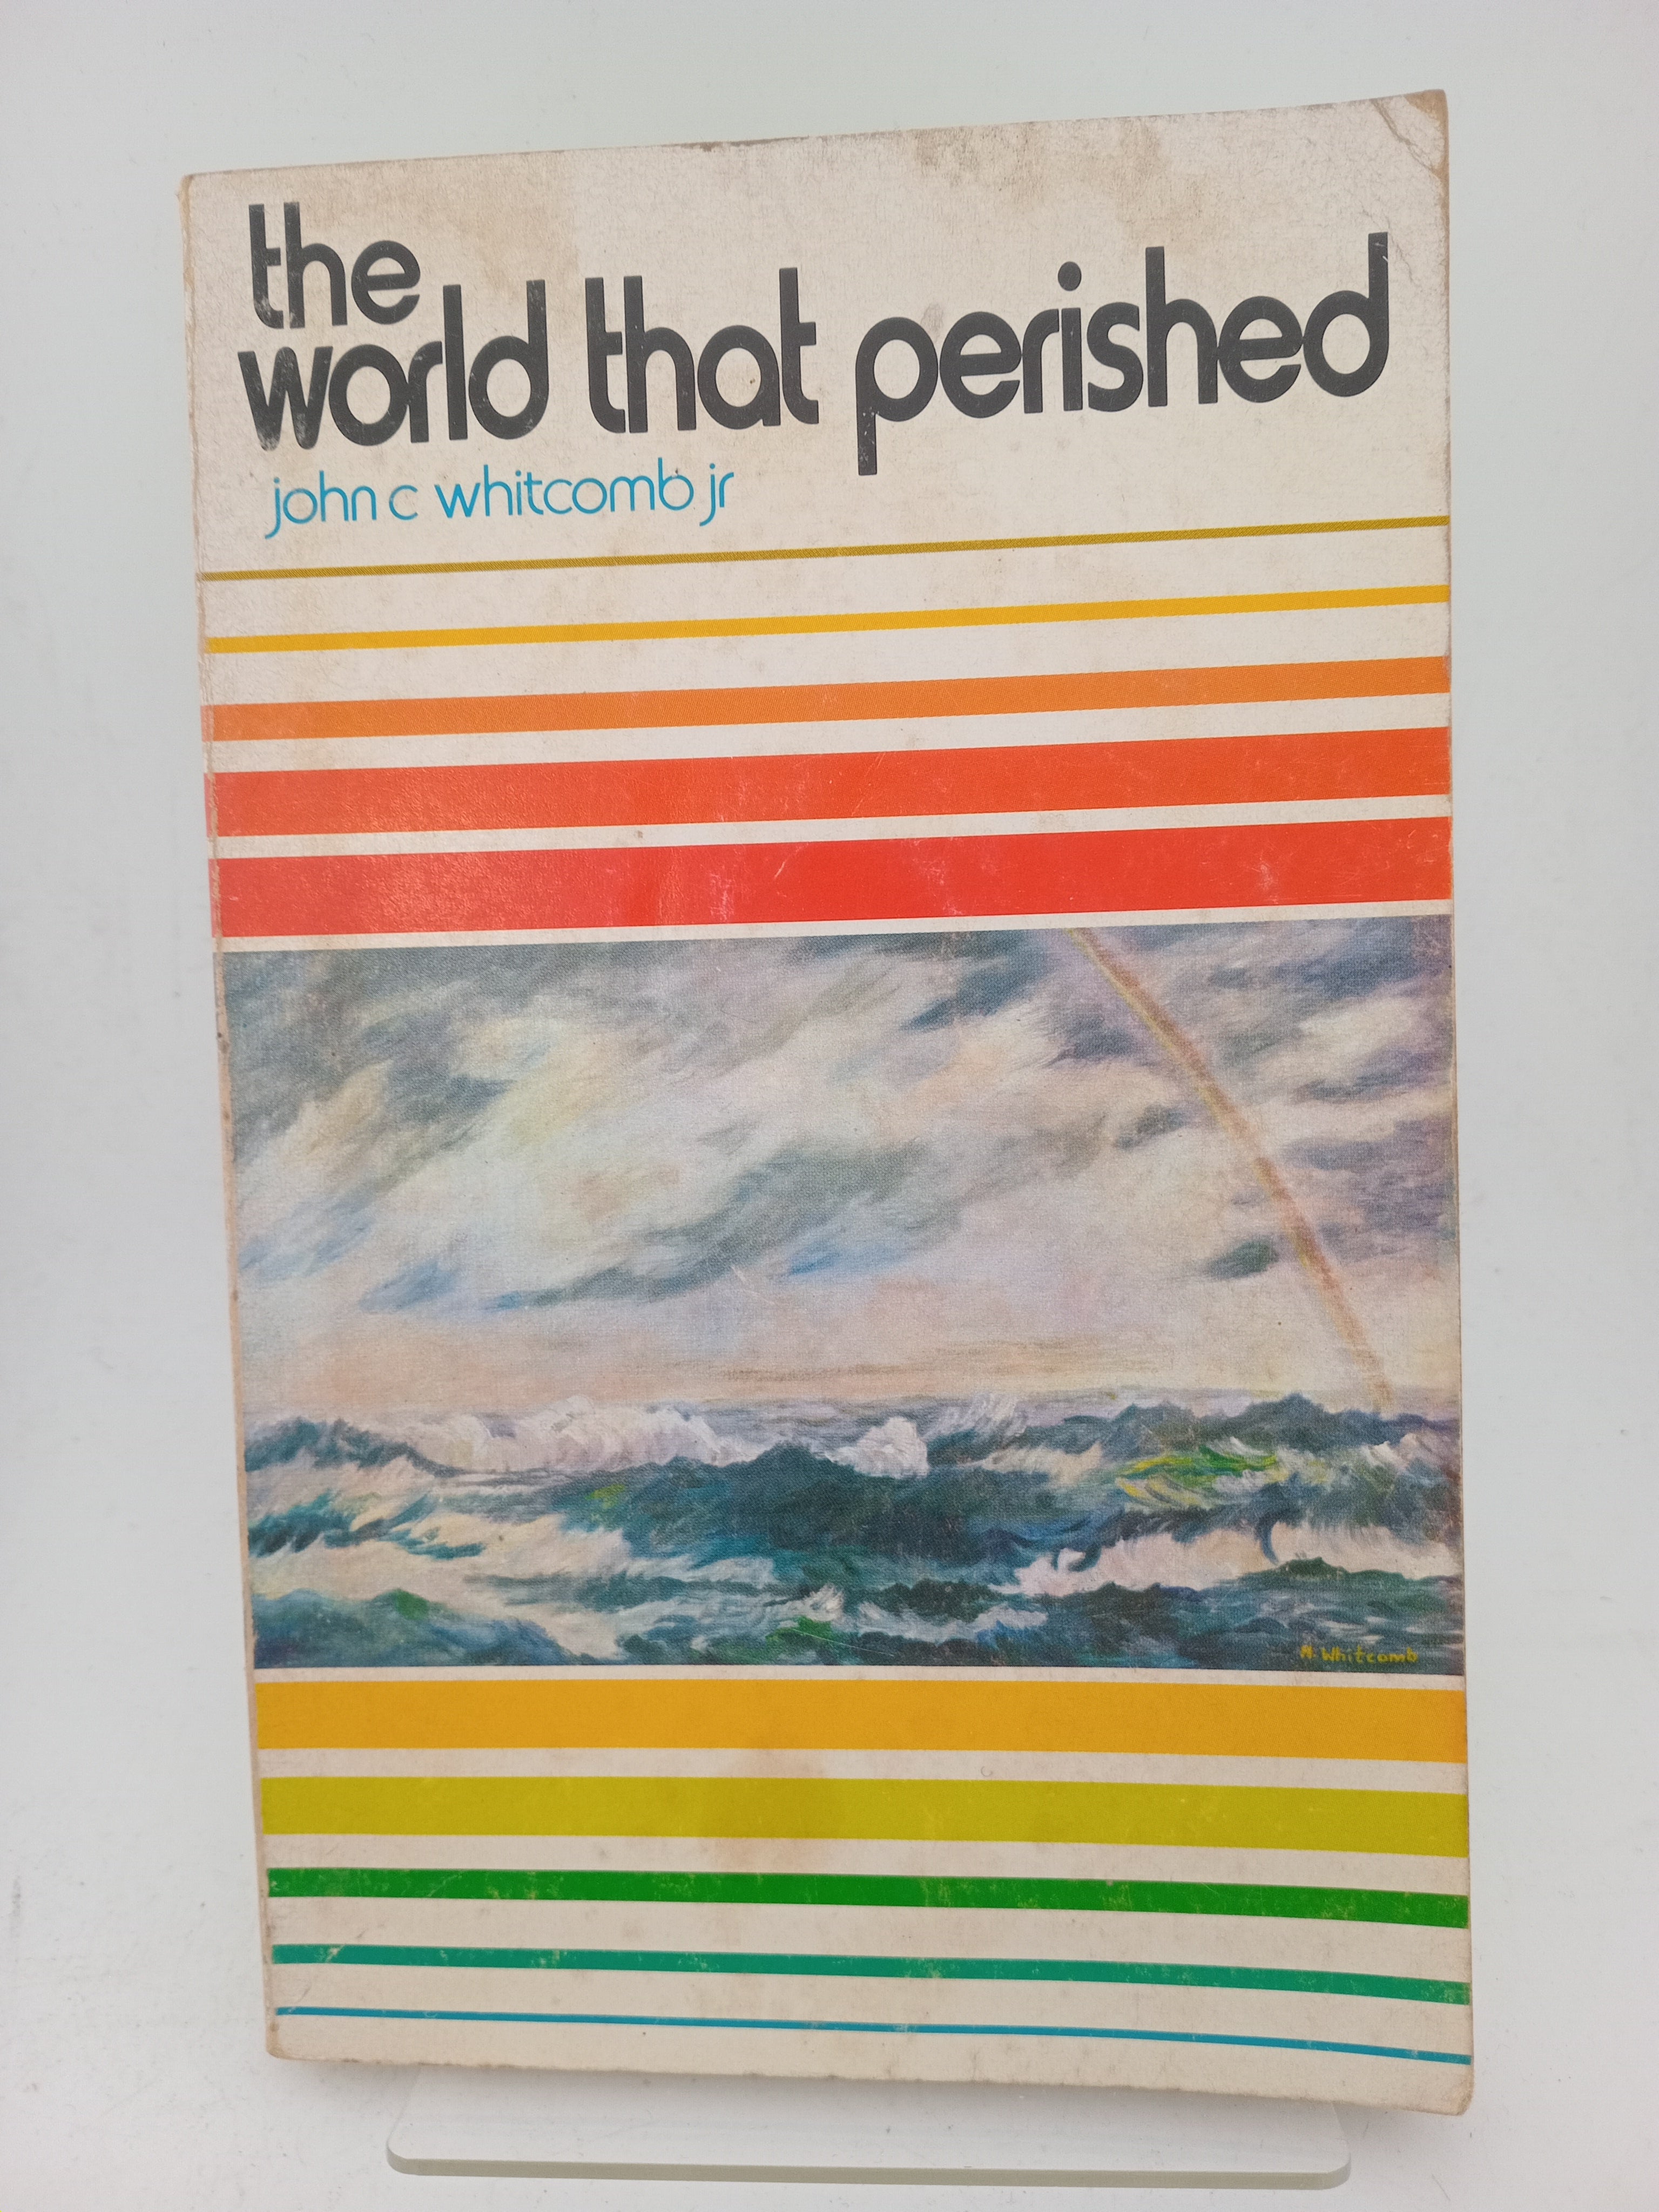 the
world that perished
john c whitcomb jr
A. Whitcomb